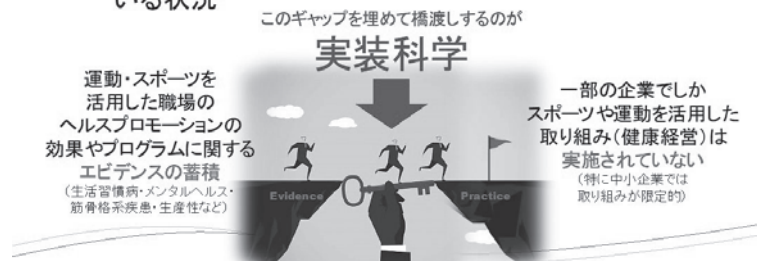 いる状況
このギャップを埋めて橋渡しするのが
実装科学
運動・スポーツを
活用した職場の
ヘルスプロモーションの
効果やプログラムに関する
エビデンスの蓄積
(生活習慣病・メンタルヘルス・
筋骨格系疾患・生産性など)
Evidence
Practice
一部の企業でしか
スポーツや運動を活用した
取り組み(健康経営)は
実施されていない
(特に中小企業では
取り組みが限定的)